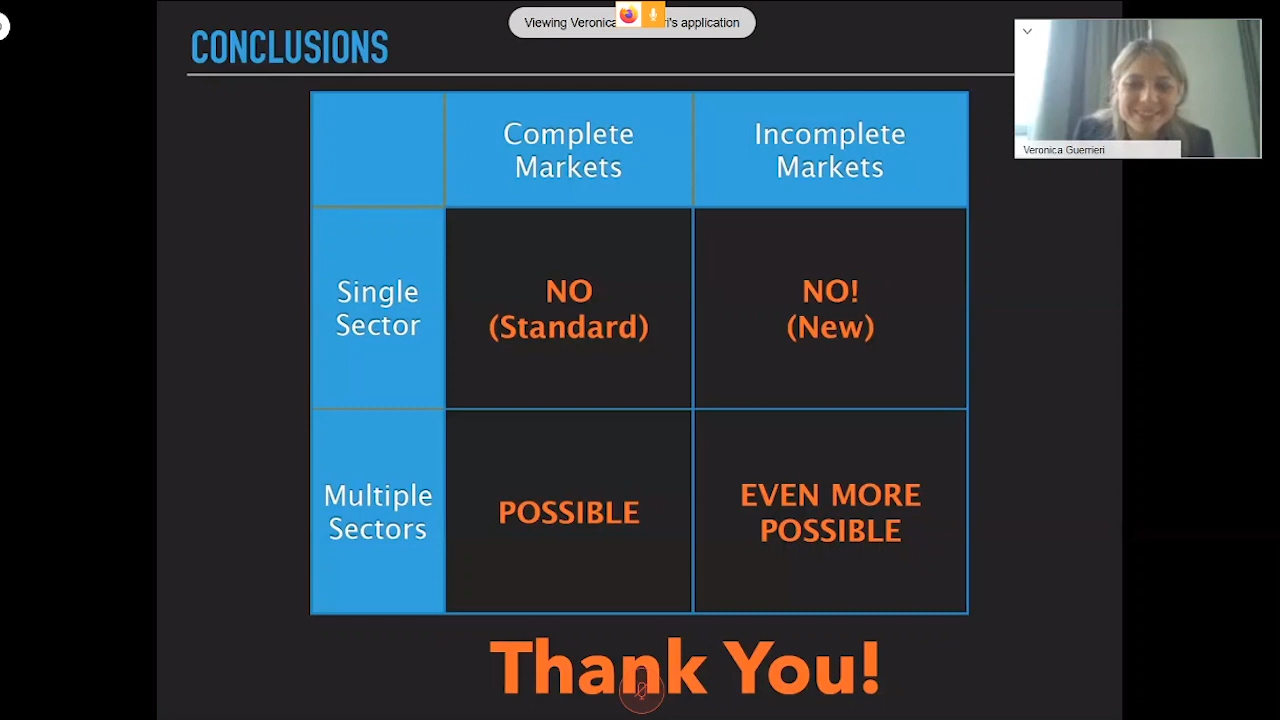 Viewing Veronica ri's application
CONCLUSIONS
Veronica Guerrieri
Complete
Markets
Incomplete
Markets
Single
Sector
NO
(Standard)
NO!
(New)
Multiple
Sectors
POSSIBLE
EVEN MORE
POSSIBLE
Thank You!